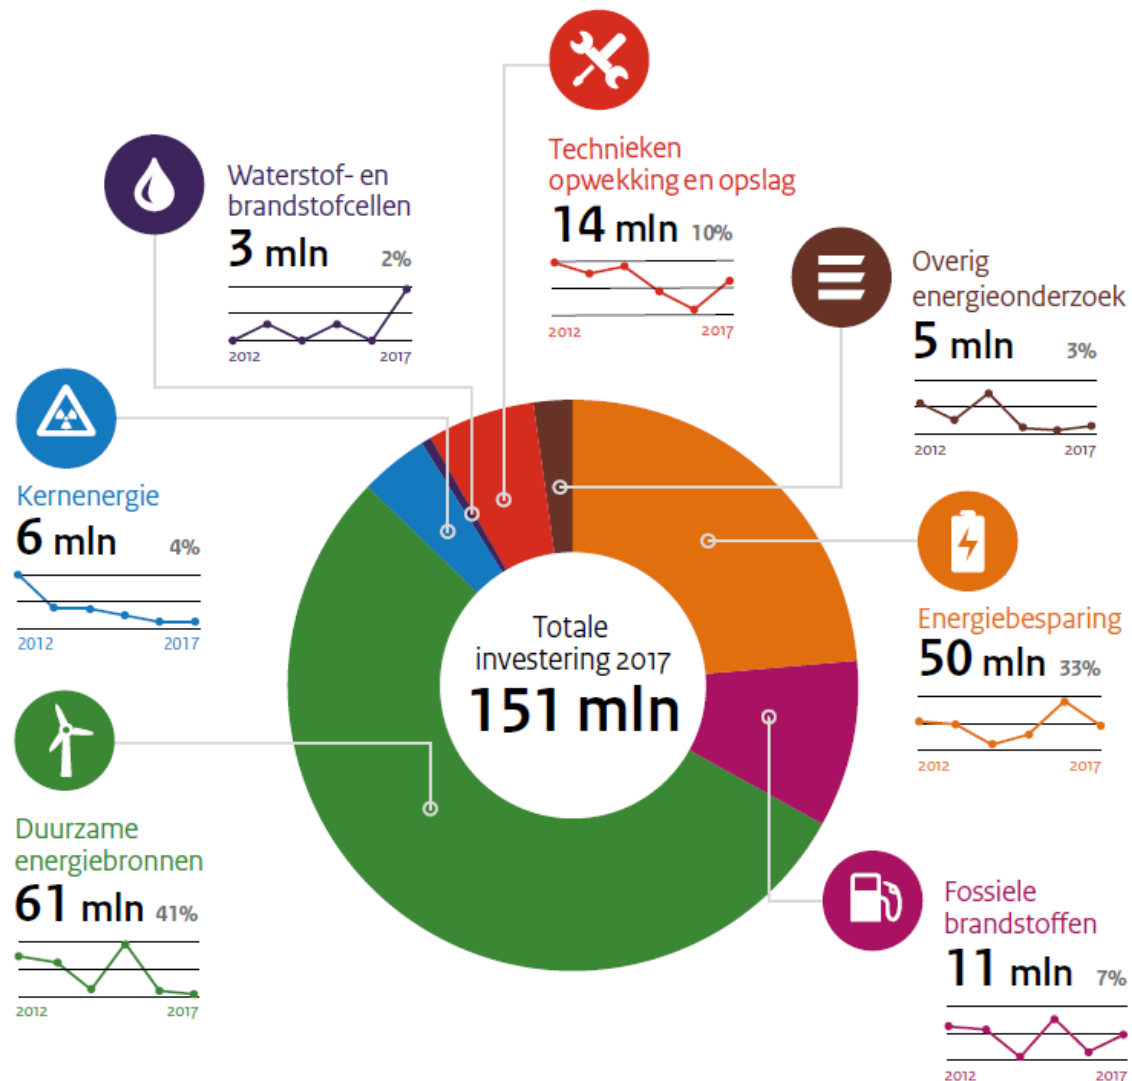 Technieken
opwekking en opslag
14 mln 10%
2012 2017
Waterstof- en
brandstofcellen
3 mln 2%
2012 2017
Overig
energieonderzoek
5 mln 3%
2012 2017
Kernenergie
6 mln 4%
2012 2017
Energiebesparing
50 mln 33%
2012 2017
Totale
investering 2017
151 mln
Duurzame
energiebronnen
61 mln 41%
2012 2017
Fossiele
brandstoffen
11 mln 7%
2012 2017